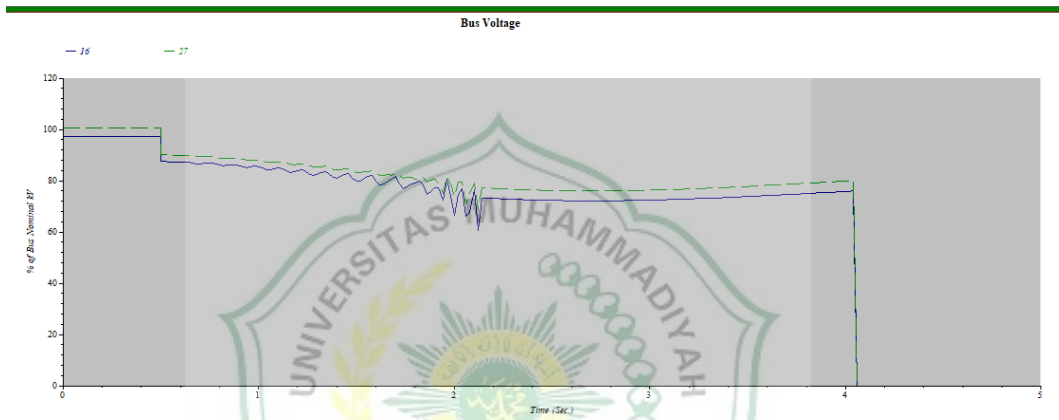 Bus Voltage
16 27
% of Bus Nominal kV
120
100
80
60
40
20
0
0 1 2 3 4 5
Time (Sec.)
UNIVERSITAS MUHAMMADIYAH